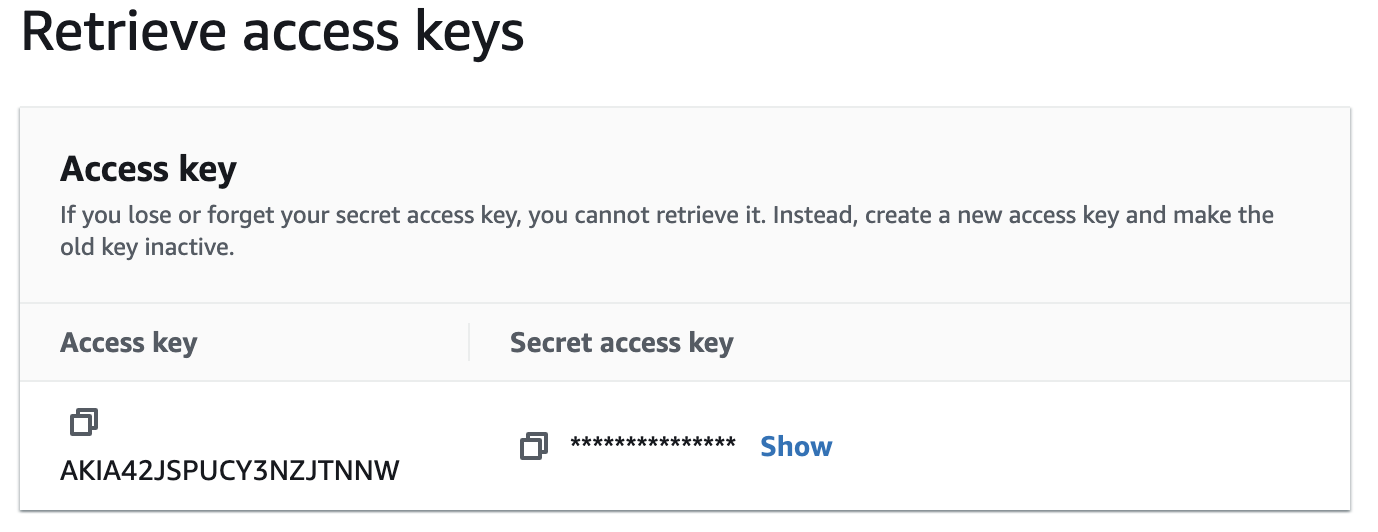 Retrieve access keys
Access key
If you lose or forget your secret access key, you cannot retrieve it. Instead, create a new access key and make the
old key inactive.
Access key
Secret access key
AKIA42JSPUCY3NZJTNNW
*************** Show